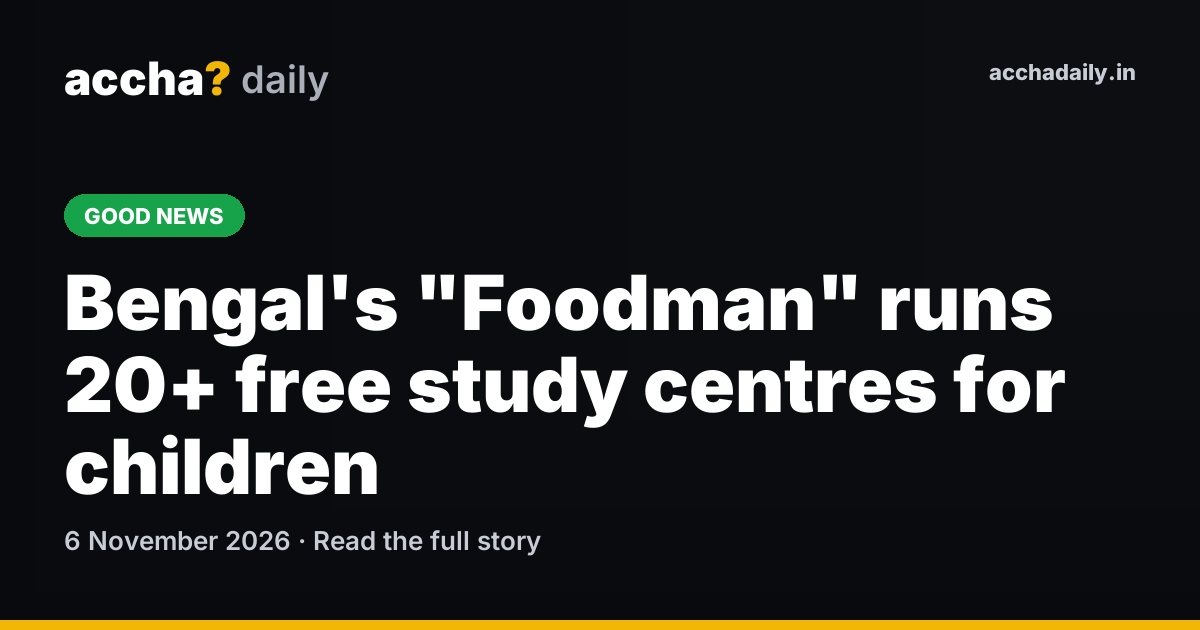 accha? daily
acchadaily.in
GOOD NEWS
Bengal's "Foodman" runs
20+ free study centres for
children
6 November 2026 · Read the full story